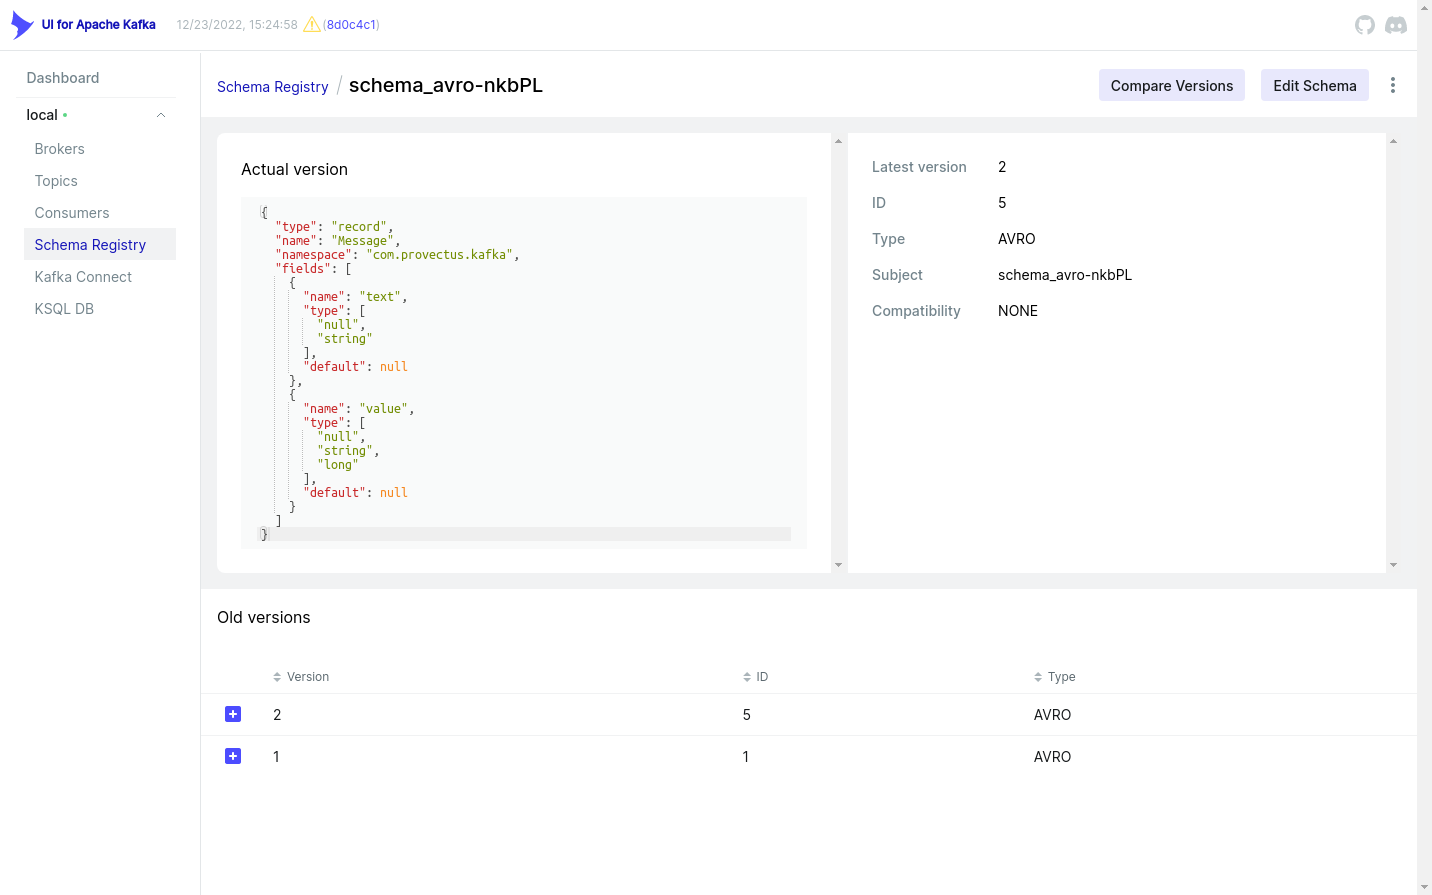 UI for Apache Kafka 12/23/2022, 15:24:58 (8d0c4c1)
Dashboard
local
Brokers
Topics
Consumers
Schema Registry
Kafka Connect
KSQL DB
Schema Registry / schema_avro-nkbPL
Compare Versions
Edit Schema
Actual version
{
"type": "record",
"name": "Message",
"namespace": "com.provectus.kafka",
"fields": [
{
"name": "text",
"type": [
"null",
"string"
],
"default": null
},
{
"name": "value",
"type": [
"null",
"string",
"long"
],
"default": null
}
]
}
Latest version 2
ID 5
Type AVRO
Subject schema_avro-nkbPL
Compatibility NONE
Old versions
Version ID Type
2 5 AVRO
1 1 AVRO